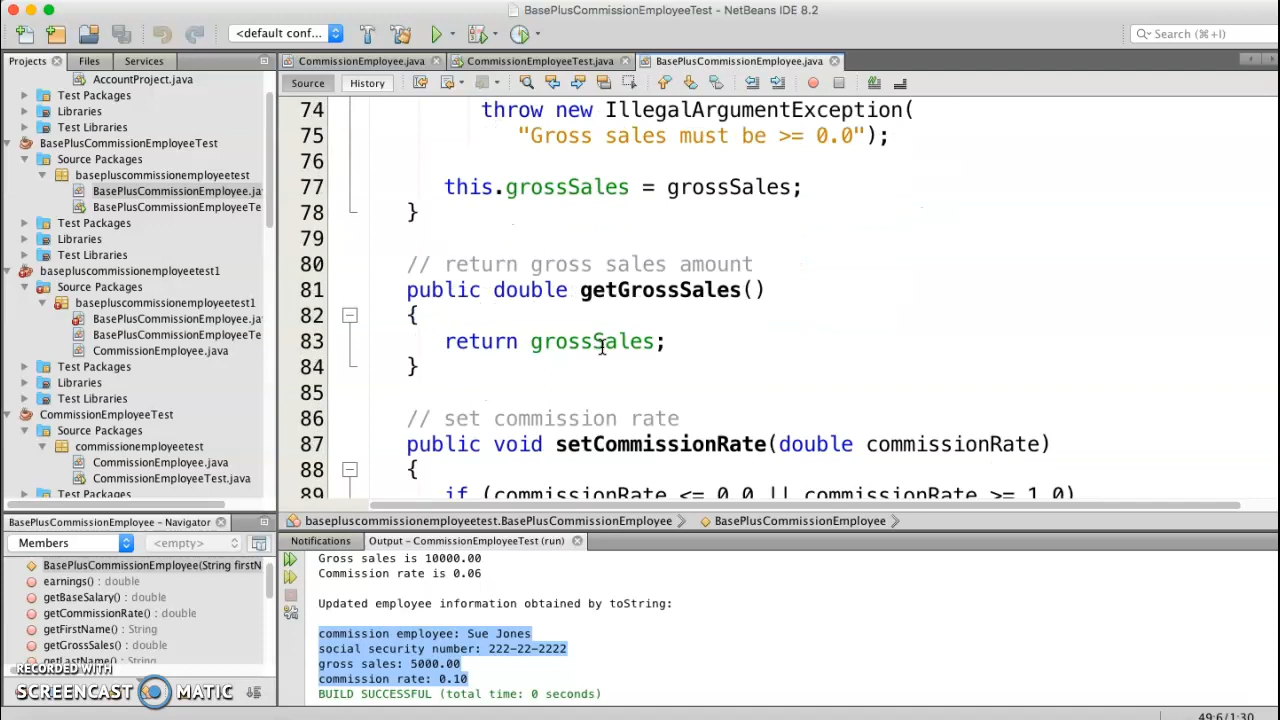 BasePlusCommissionEmployeeTest - NetBeans IDE 8.2
<default conf...
Search (⌘+I)
Projects
Files
Services
CommissionEmployee.java
CommissionEmployeeTest.java
BasePlusCommissionEmployee.java
Source
History
AccountProject.java
Test Packages
Libraries
Test Libraries
BasePlusCommissionEmployeeTest
Source Packages
basepluscommissionemployeetest
BasePlusCommissionEmployee.ja
BasePlusCommissionEmployeeTe
Test Packages
Libraries
Test Libraries
basepluscommissionemployeetest1
Source Packages
basepluscommissionemployeetest1
BasePlusCommissionEmployee.ja
BasePlusCommissionEmployeeTe
CommissionEmployee.java
Test Packages
Libraries
Test Libraries
CommissionEmployeeTest
Source Packages
commissionemployeetest
CommissionEmployee.java
CommissionEmployeeTest.java
Test Packages
74 throw new IllegalArgumentException(
75 "Gross sales must be >= 0.0");
76
77 this.grossSales = grossSales;
78 }
79
80 // return gross sales amount
81 public double getGrossSales()
82 {
83 return grossSales;
84 }
85
86 // set commission rate
87 public void setCommissionRate(double commissionRate)
88 {
89 if (commissionRate <= 0.0 || commissionRate >= 1.0)
basepluscommissionemployeetest.BasePlusCommissionEmployee
BasePlusCommissionEmployee
BasePlusCommissionEmployee - Navigator
Members
<empty>
BasePlusCommissionEmployee(String firstN
earnings() : double
getBaseSalary() : double
getCommissionRate() : double
getFirstName() : String
getGrossSales() : double
getLastName() : String
Notifications
Output - CommissionEmployeeTest (run)
Gross sales is 10000.00
Commission rate is 0.06
Updated employee information obtained by toString:
commission employee: Sue Jones
social security number: 222-22-2222
gross sales: 5000.00
commission rate: 0.10
BUILD SUCCESSFUL (total time: 0 seconds)
RECORDED WITH
SCREENCAST MATIC
49:6/1:30